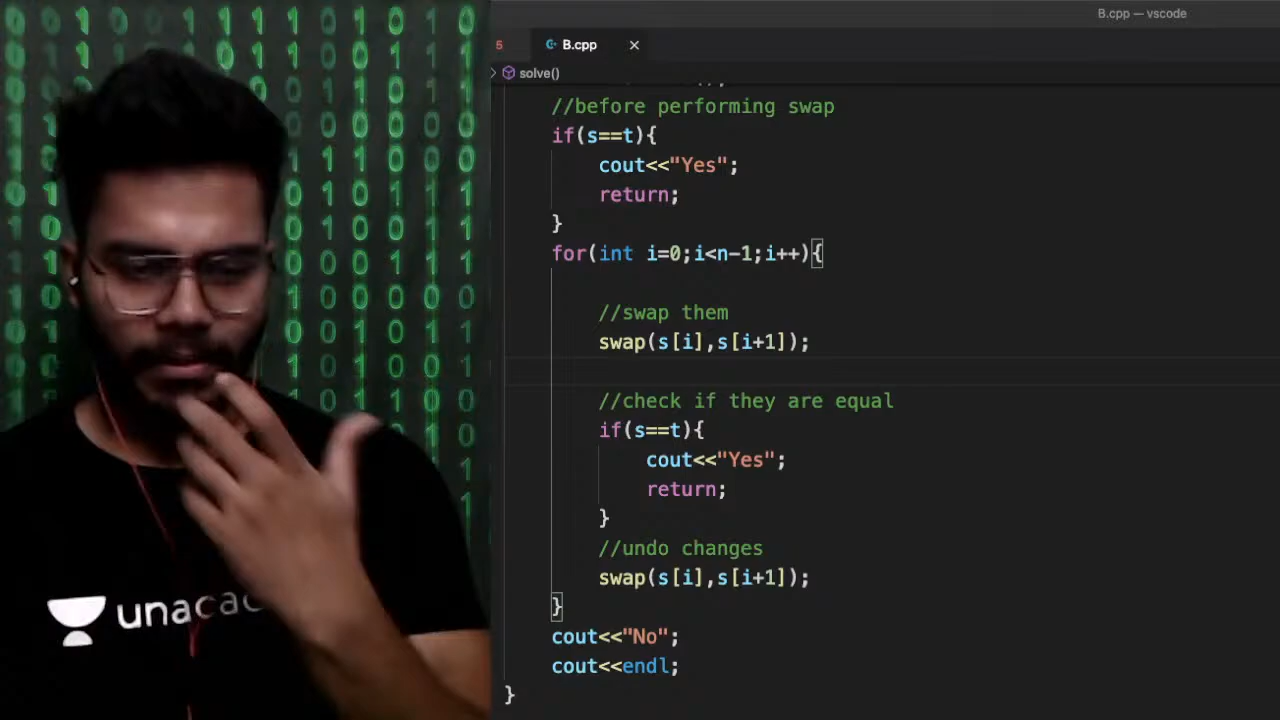 B.cpp — vscode
5
B.cpp
solve()
//before performing swap
if(s==t){
cout<<"Yes";
return;
}
for(int i=0;i<n-1;i++){
//swap them
swap(s[i],s[i+1]);
//check if they are equal
if(s==t){
cout<<"Yes";
return;
}
//undo changes
swap(s[i],s[i+1]);
}
cout<<"No";
cout<<endl;
}